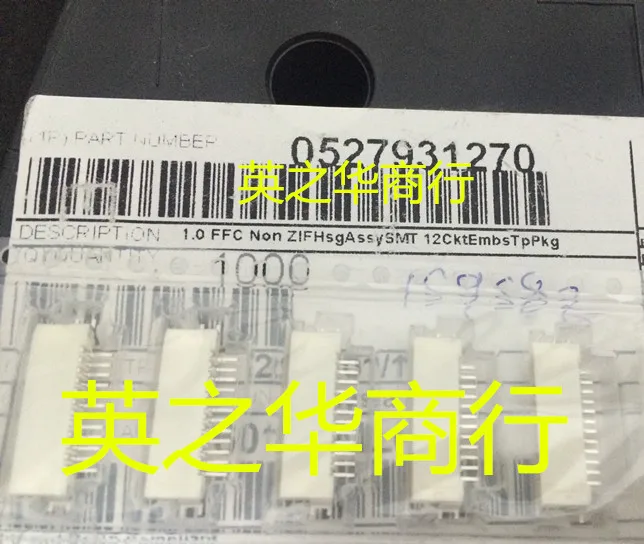 (1P) PART NUMBER
0527931270
英之华商行
DESCRIPTION 1.0 FFC Non ZIFHsgAssySMT 12CktEmbsTpPkg
QUANTITY
1000
英之华商行